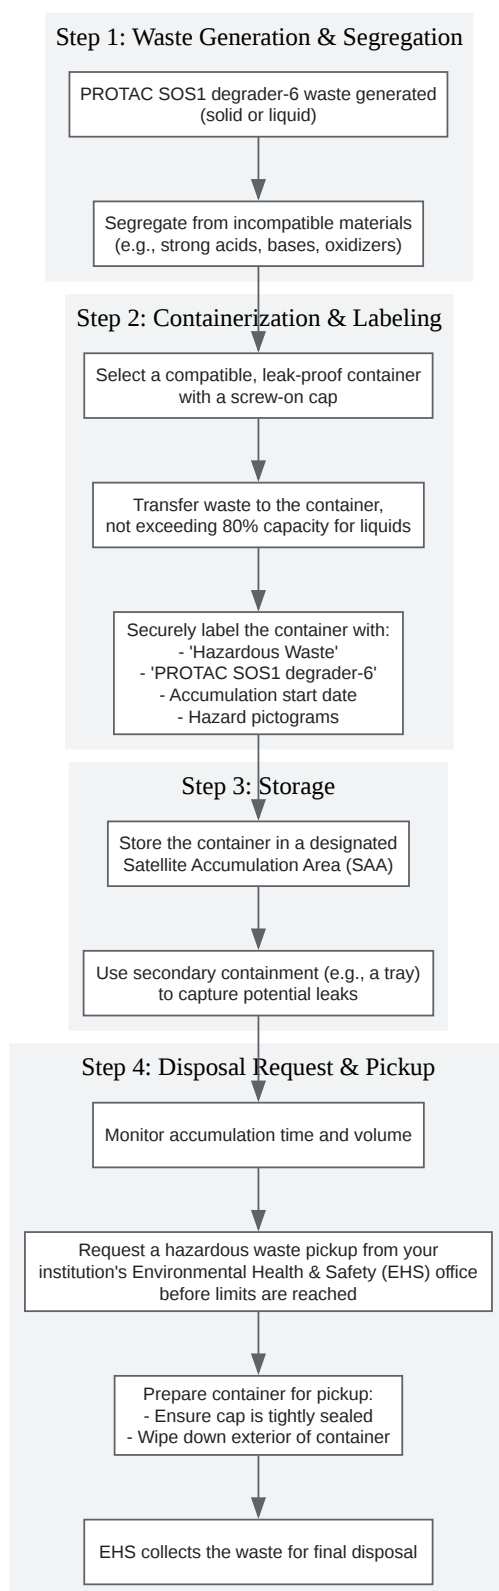 Step 1: Waste Generation & Segregation
PROTAC SOS1 degrader-6 waste generated
(solid or liquid)
Segregate from incompatible materials
(e.g., strong acids, bases, oxidizers)
Step 2: Containerization & Labeling
Select a compatible, leak-proof container
with a screw-on cap
Transfer waste to the container,
not exceeding 80% capacity for liquids
Securely label the container with:
- 'Hazardous Waste'
- 'PROTAC SOS1 degrader-6'
- Accumulation start date
- Hazard pictograms
Step 3: Storage
Store the container in a designated
Satellite Accumulation Area (SAA)
Use secondary containment (e.g., a tray)
to capture potential leaks
Step 4: Disposal Request & Pickup
Monitor accumulation time and volume
Request a hazardous waste pickup from your
institution's Environmental Health & Safety (EHS) office
before limits are reached
Prepare container for pickup:
- Ensure cap is tightly sealed
- Wipe down exterior of container
EHS collects the waste for final disposal